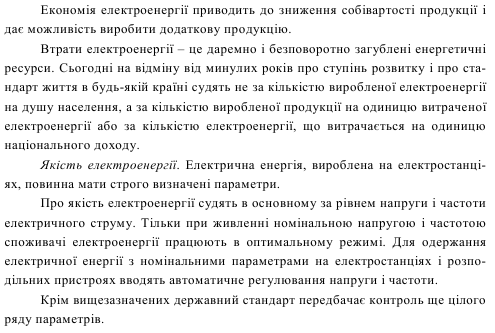 Економія електроенергії приводить до зниження собівартості продукції і
дає можливість виробити додаткову продукцію.
Втрати електроенергії – це даремно і безповоротно загублені енергетичні
ресурси. Сьогодні на відміну від минулих років про ступінь розвитку і про ста-
ндарт життя в будь-якій країні судять не за кількістю виробленої електроенергії
на душу населення, а за кількістю виробленої продукції на одиницю витраченої
електроенергії або за кількістю електроенергії, що витрачається на одиницю
національного доходу.
Якість електроенергії. Електрична енергія, вироблена на електростанці-
ях, повинна мати строго визначені параметри.
Про якість електроенергії судять в основному за рівнем напруги і частоти
електричного струму. Тільки при живленні номінальною напругою і частотою
споживачі електроенергії працюють в оптимальному режимі. Для одержання
електричної енергії з номінальними параметрами на електростанціях і розпо-
дільних пристроях вводять автоматичне регулювання напруги і частоти.
Крім вищезазначених державний стандарт передбачає контроль ще цілого
ряду параметрів.